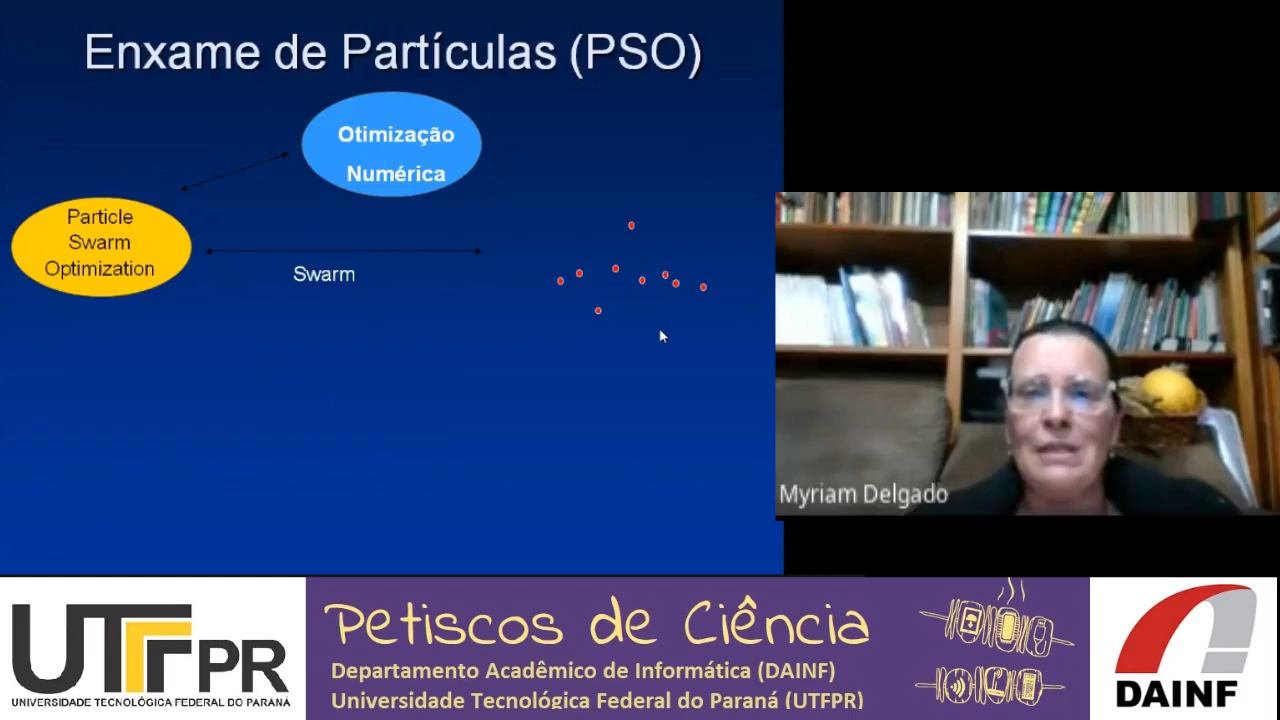 Enxame de Partículas (PSO)
Otimização
Numérica
Particle
Swarm
Optimization
Swarm
Myriam Delgado
UTFPR
UNIVERSIDADE TECNOLÓGICA FEDERAL DO PARANÁ
Petiscos de Ciência
Departamento Acadêmico de Informática (DAINF)
Universidade Tecnológica Federal do Paraná (UTFPR)
DAINF